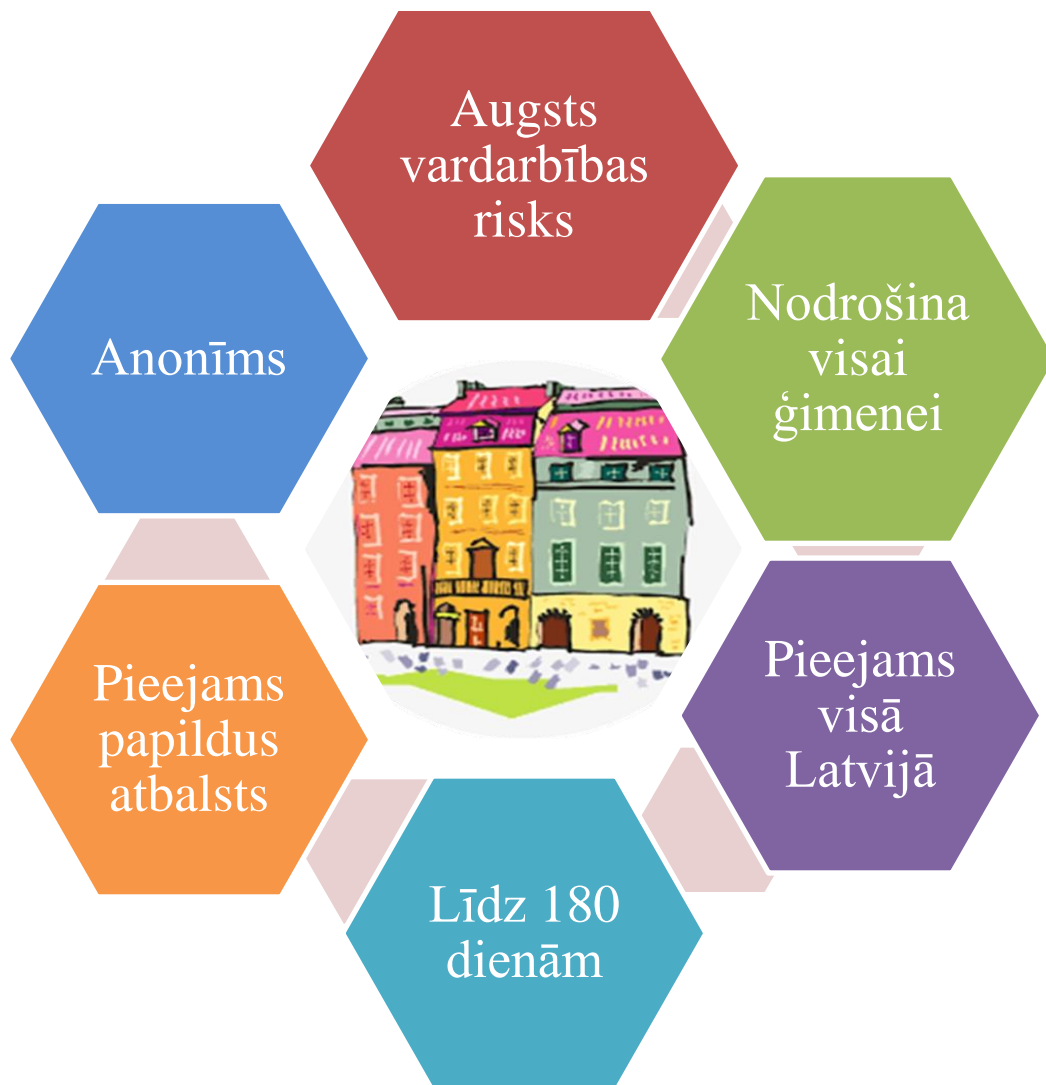 Augsts
vardarbības
risks
Nodrošina
visai
ģimenei
Pieejams
visā
Latvijā
Līdz 180
dienām
Pieejams
papildus
atbalsts
Anonīms